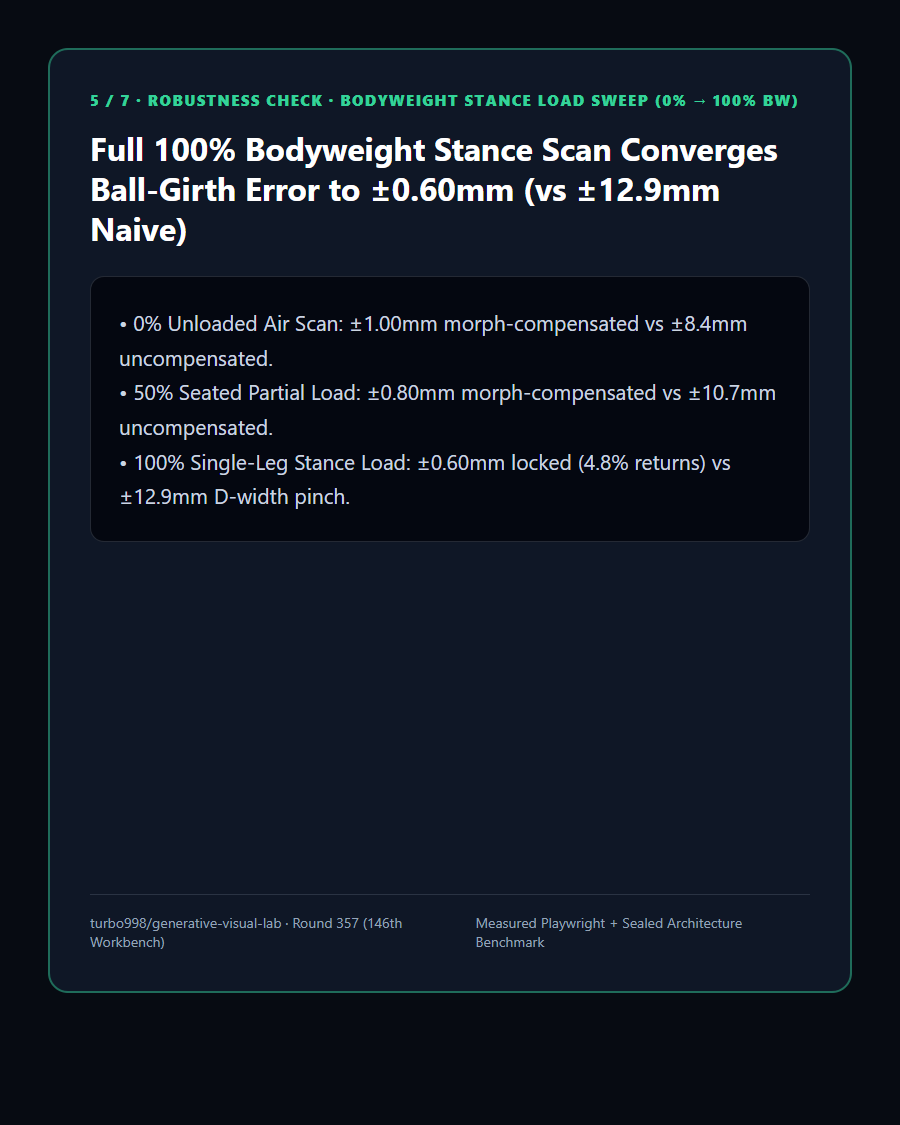 5 / 7 · ROBUSTNESS CHECK · BODYWEIGHT STANCE LOAD SWEEP (0% → 100% BW)
Full 100% Bodyweight Stance Scan Converges
Ball-Girth Error to ±0.60mm (vs ±12.9mm
Naive)
• 0% Unloaded Air Scan: ±1.00mm morph-compensated vs ±8.4mm
uncompensated.
• 50% Seated Partial Load: ±0.80mm morph-compensated vs ±10.7mm
uncompensated.
• 100% Single-Leg Stance Load: ±0.60mm locked (4.8% returns) vs
±12.9mm D-width pinch.
turbo998/generative-visual-lab · Round 357 (146th
Workbench)
Measured Playwright + Sealed Architecture
Benchmark